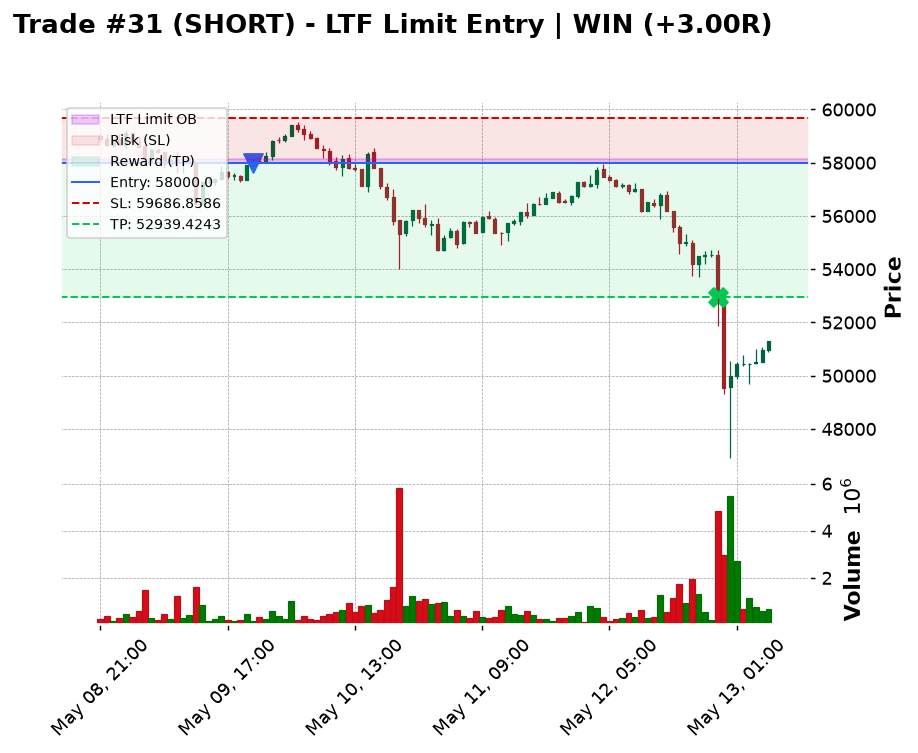 Trade #31 (SHORT) - LTF Limit Entry | WIN (+3.00R)
LTF Limit OB
Risk (SL)
Reward (TP)
Entry: 58000.0
SL: 59686.8586
TP: 52939.4243
60000
58000
56000
54000
52000
50000
48000
Price
6
4
2
Volume 10^6
May 08, 21:00
May 09, 17:00
May 10, 13:00
May 11, 09:00
May 12, 05:00
May 13, 01:00